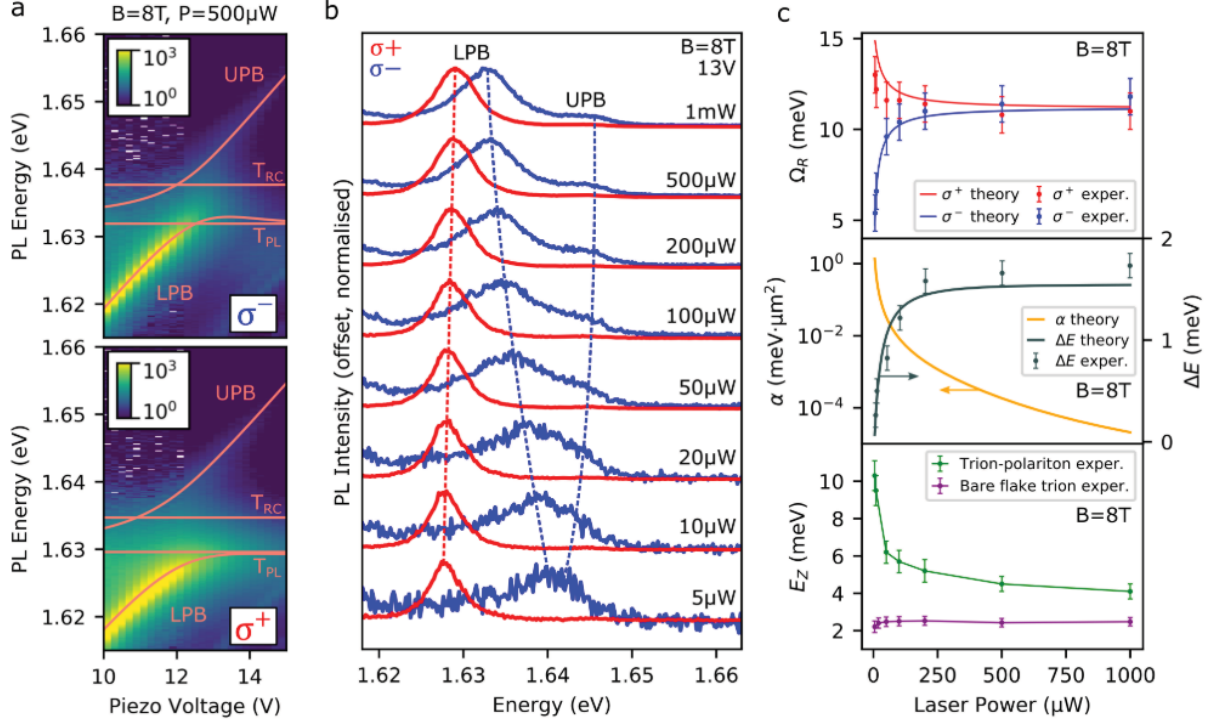 a
B=8T, P=500µW
1.66
1.65
1.64
1.63
1.62
PL Energy (eV)
10³
10⁰
UPB
T_RC
T_PL
LPB
σ−
1.66
1.65
1.64
1.63
1.62
PL Energy (eV)
10³
10⁰
UPB
T_RC
T_PL
LPB
σ+
10 12 14
Piezo Voltage (V)
b
σ+
σ−
LPB
UPB
B=8T
13V
1mW
500µW
200µW
100µW
50µW
20µW
10µW
5µW
PL Intensity (offset, normalised)
1.62 1.63 1.64 1.65 1.66
Energy (eV)
c
B=8T
15
10
5
Ω_R (meV)
σ⁺ theory σ⁺ exper.
σ⁻ theory σ⁻ exper.
10⁰
10⁻²
10⁻⁴
α (meV·µm²)
α theory
ΔE theory
ΔE exper.
B=8T
2
1
0
ΔE (meV)
Trion-polariton exper.
Bare flake trion exper.
B=8T
10
8
6
4
2
E_Z (meV)
0 250 500 750 1000
Laser Power (µW)